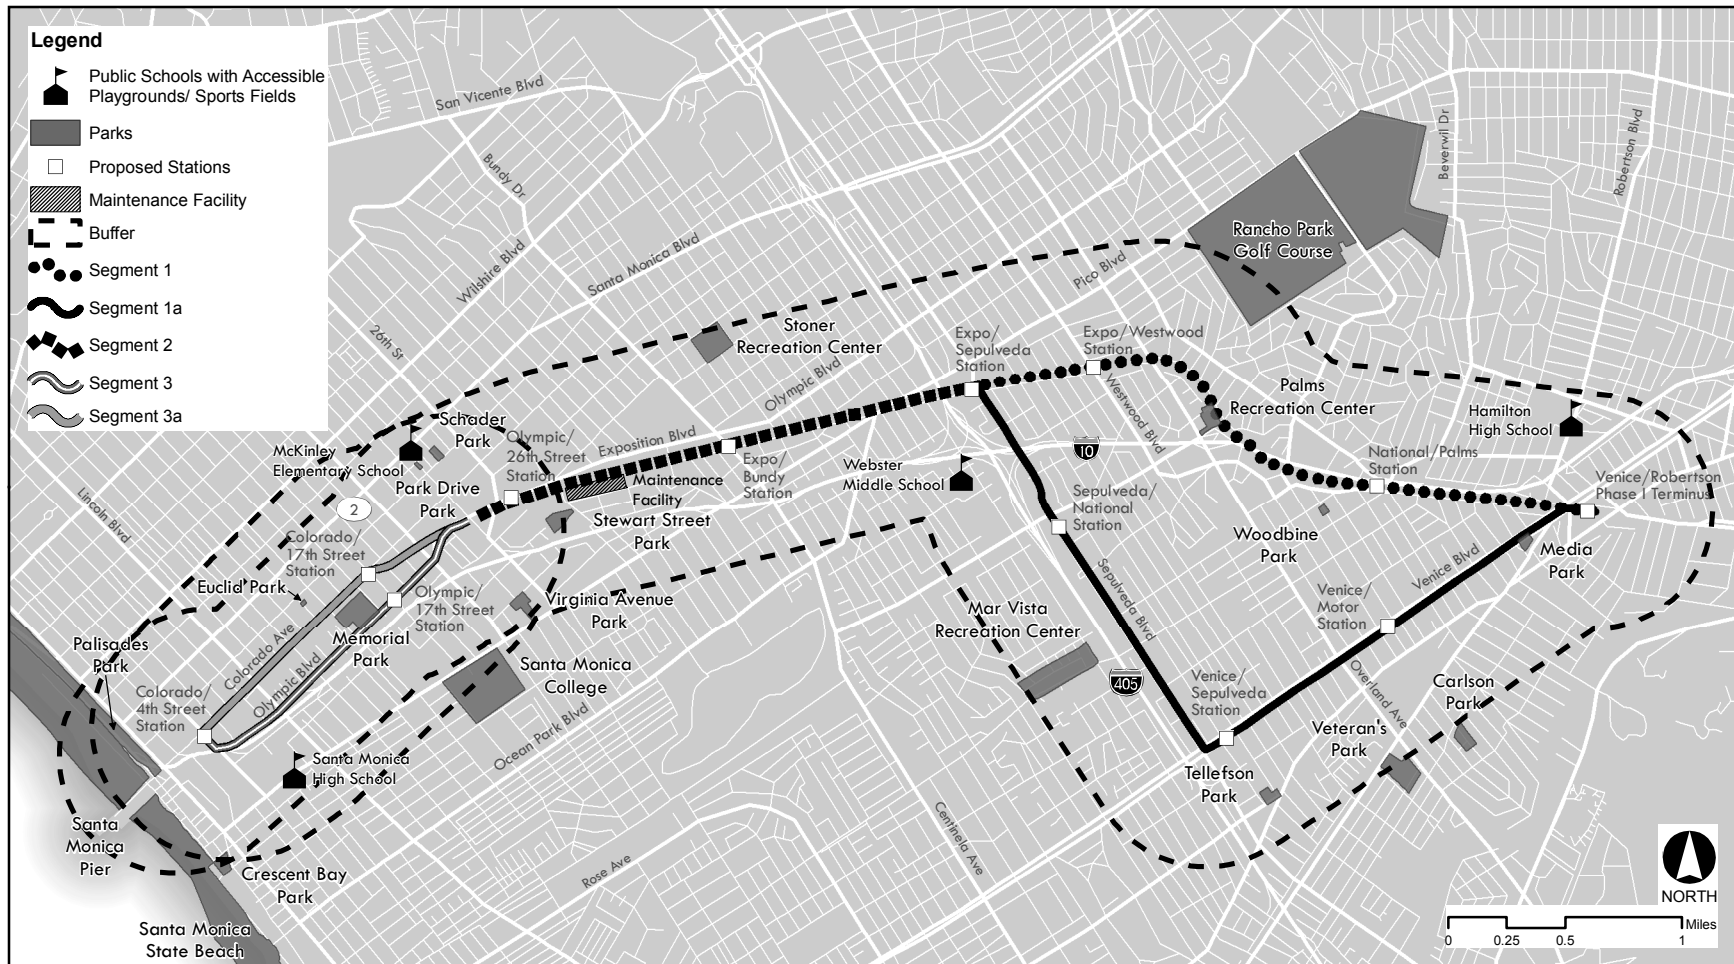 Legend
Public Schools with Accessible
Playgrounds/ Sports Fields
Parks
Proposed Stations
Maintenance Facility
Buffer
Segment 1
Segment 1a
Segment 2
Segment 3
Segment 3a
San Vicente Blvd
Bundy Dr
Wilshire Blvd
Santa Monica Blvd
26th St
Lincoln Blvd
Beverwil Dr
Robertson Blvd
Rancho Park
Golf Course
Pico Blvd
Stoner
Recreation Center
Olympic Blvd
Expo/
Sepulveda
Station
Expo/Westwood
Station
Westwood Blvd
Palms
Recreation Center
Hamilton
High School
Schader
Park
McKinley
Elementary School
Olympic/
26th Street
Station
Exposition Blvd
Expo/
Bundy
Station
Maintenance
Facility
Webster
Middle School
10
National/Palms
Station
Venice/Robertson
Phase I Terminus
Park Drive
Park
2
Stewart Street
Park
Sepulveda/
National
Station
Woodbine
Park
Media
Park
Colorado/
17th Street
Station
Euclid Park
Olympic/
17th Street
Station
Virginia Avenue
Park
Sepulveda Blvd
Venice Blvd
Venice/
Motor
Station
Mar Vista
Recreation Center
Memorial
Park
Palisades
Park
Colorado Ave
Olympic Blvd
Santa Monica
College
405
Overland Ave
Carlson
Park
Colorado/
4th Street
Station
Venice/
Sepulveda
Station
Veteran's
Park
Ocean Park Blvd
Santa Monica
High School
Tellefson
Park
Santa
Monica
Pier
Crescent Bay
Park
Rose Ave
Centinela Ave
Santa Monica
State Beach
NORTH
0
0.25
0.5
1
Miles